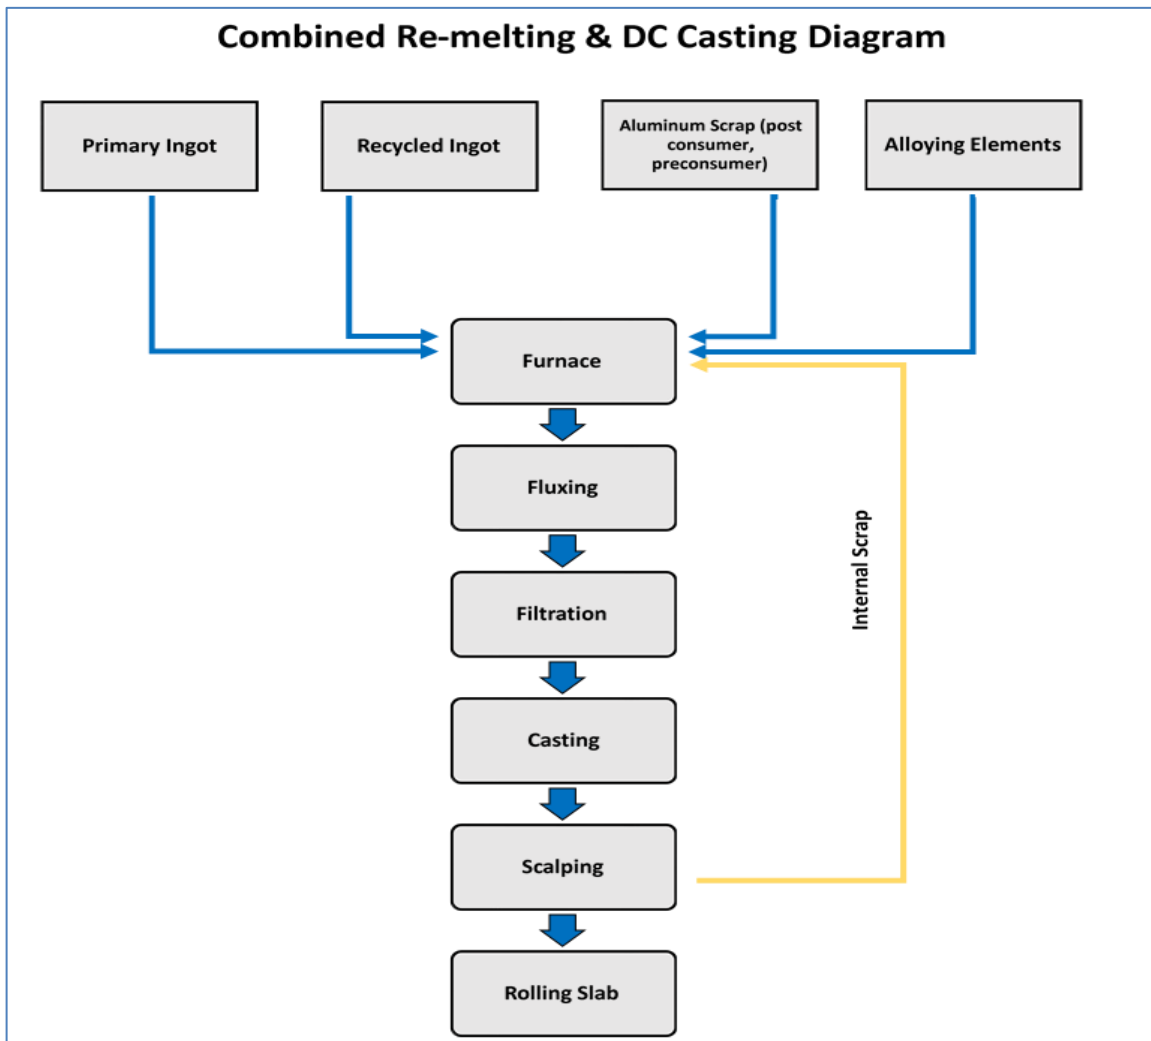 Combined Re-melting & DC Casting Diagram
Primary Ingot
Recycled Ingot
Aluminum Scrap (post
consumer,
preconsumer)
Alloying Elements
Furnace
Fluxing
Filtration
Internal Scrap
Casting
Scalping
Rolling Slab